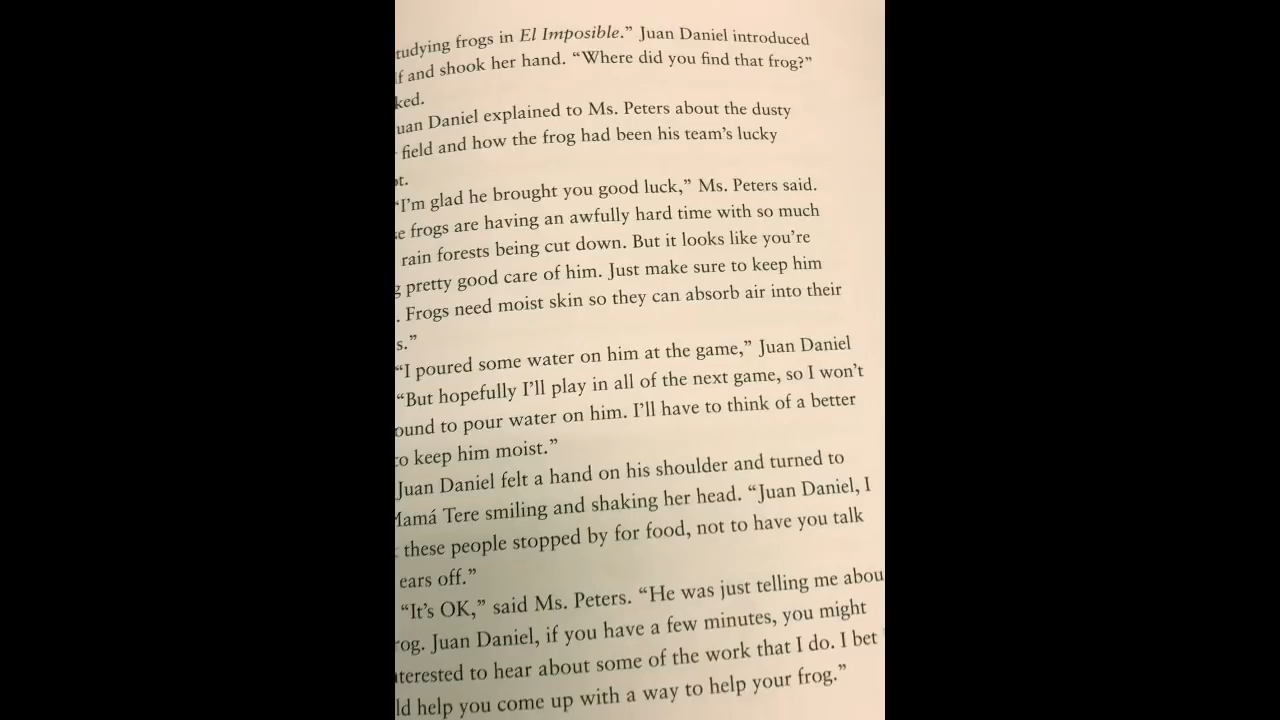 tudying frogs in El Imposible.” Juan Daniel introduced
lf and shook her hand. “Where did you find that frog?”
ked.
uan Daniel explained to Ms. Peters about the dusty
field and how the frog had been his team’s lucky
ot.
“I’m glad he brought you good luck,” Ms. Peters said.
e frogs are having an awfully hard time with so much
rain forests being cut down. But it looks like you’re
g pretty good care of him. Just make sure to keep him
. Frogs need moist skin so they can absorb air into their
s.”
“I poured some water on him at the game,” Juan Daniel
“But hopefully I’ll play in all of the next game, so I won’t
ound to pour water on him. I’ll have to think of a better
to keep him moist.”
Juan Daniel felt a hand on his shoulder and turned to
Mamá Tere smiling and shaking her head. “Juan Daniel, I
these people stopped by for food, not to have you talk
ears off.”
“It’s OK,” said Ms. Peters. “He was just telling me abou
rog. Juan Daniel, if you have a few minutes, you might
nterested to hear about some of the work that I do. I bet
ld help you come up with a way to help your frog.”